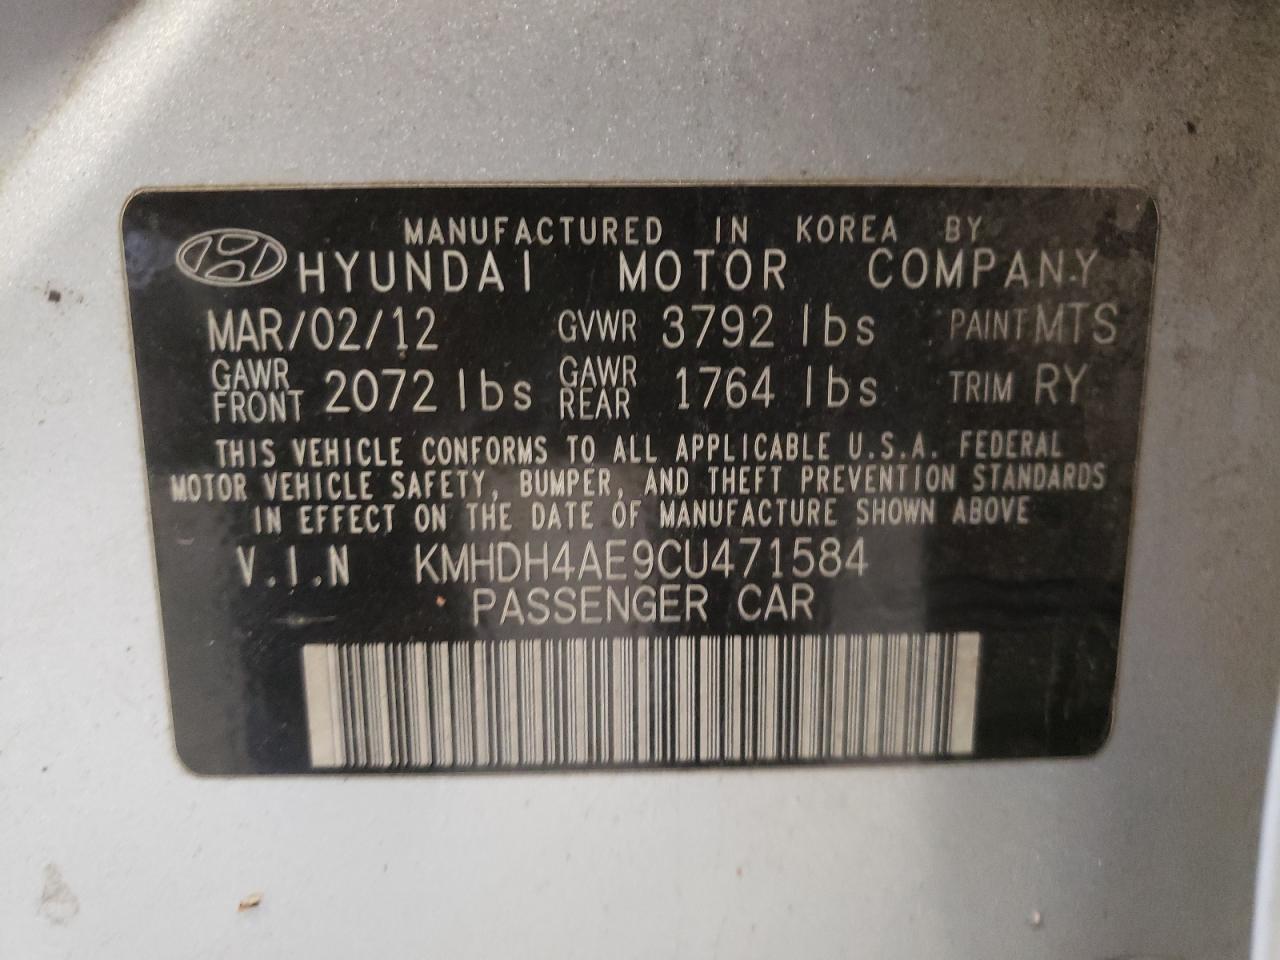 MANUFACTURED IN KOREA BY
HYUNDAI MOTOR COMPANY
MAR/02/12 GVWR 3792 lbs PAINT MTS
GAWR FRONT 2072 lbs GAWR REAR 1764 lbs TRIM RY
THIS VEHICLE CONFORMS TO ALL APPLICABLE U.S.A. FEDERAL
MOTOR VEHICLE SAFETY, BUMPER, AND THEFT PREVENTION STANDARDS
IN EFFECT ON THE DATE OF MANUFACTURE SHOWN ABOVE
V.I.N KMHDH4AE9CU471584
PASSENGER CAR